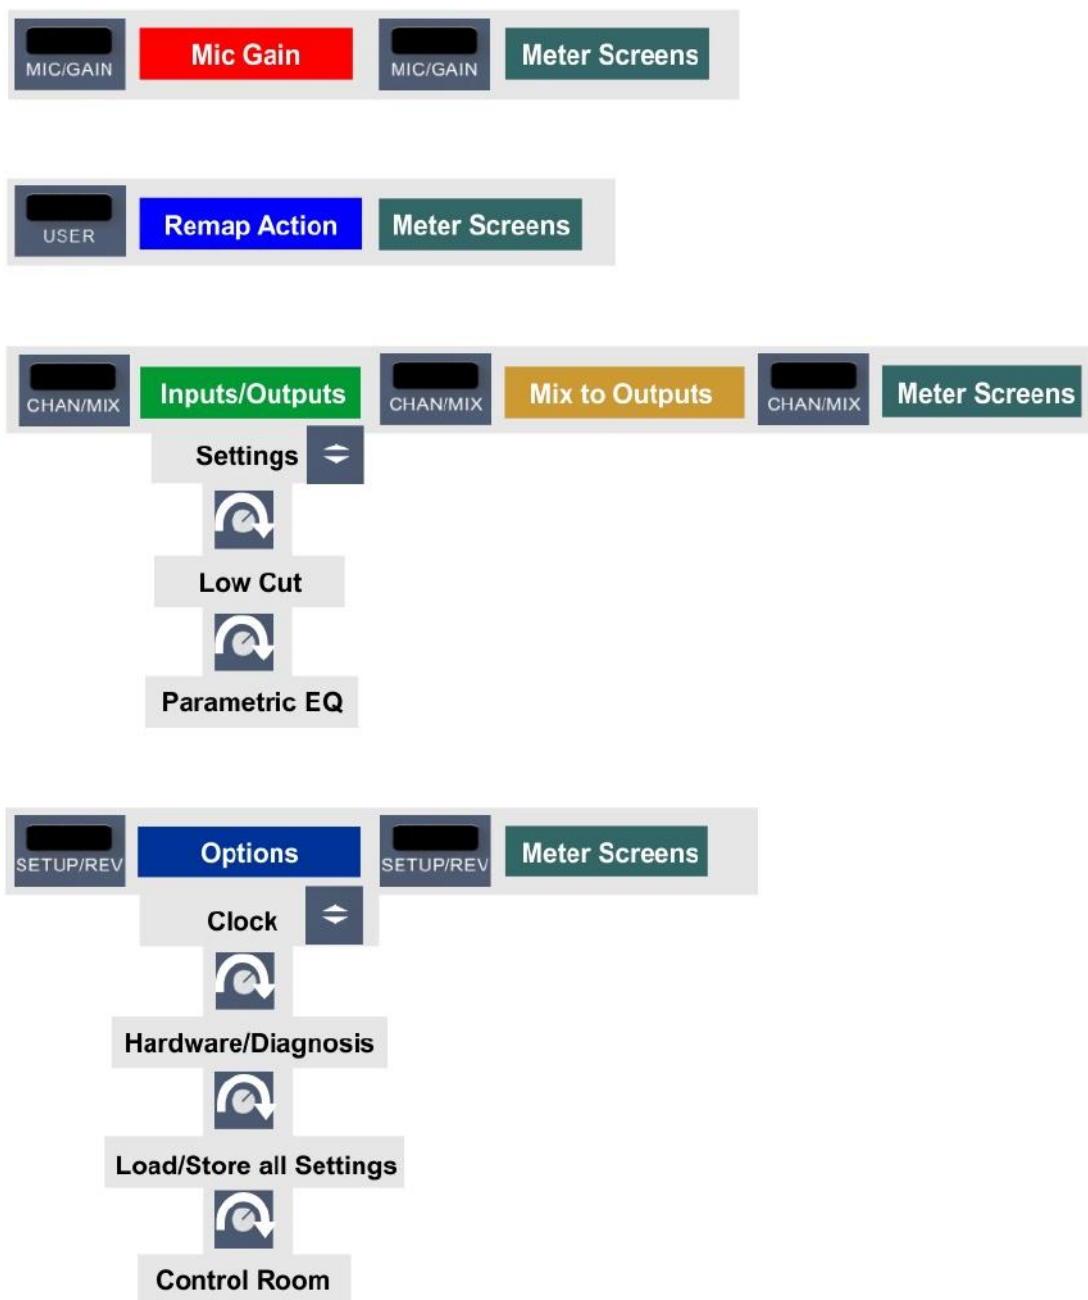 MIC/GAIN Mic Gain MIC/GAIN Meter Screens
USER Remap Action Meter Screens
CHAN/MIX Inputs/Outputs CHAN/MIX Mix to Outputs CHAN/MIX Meter Screens
Settings
Low Cut
Parametric EQ
SETUP/REV Options SETUP/REV Meter Screens
Clock
Hardware/Diagnosis
Load/Store all Settings
Control Room